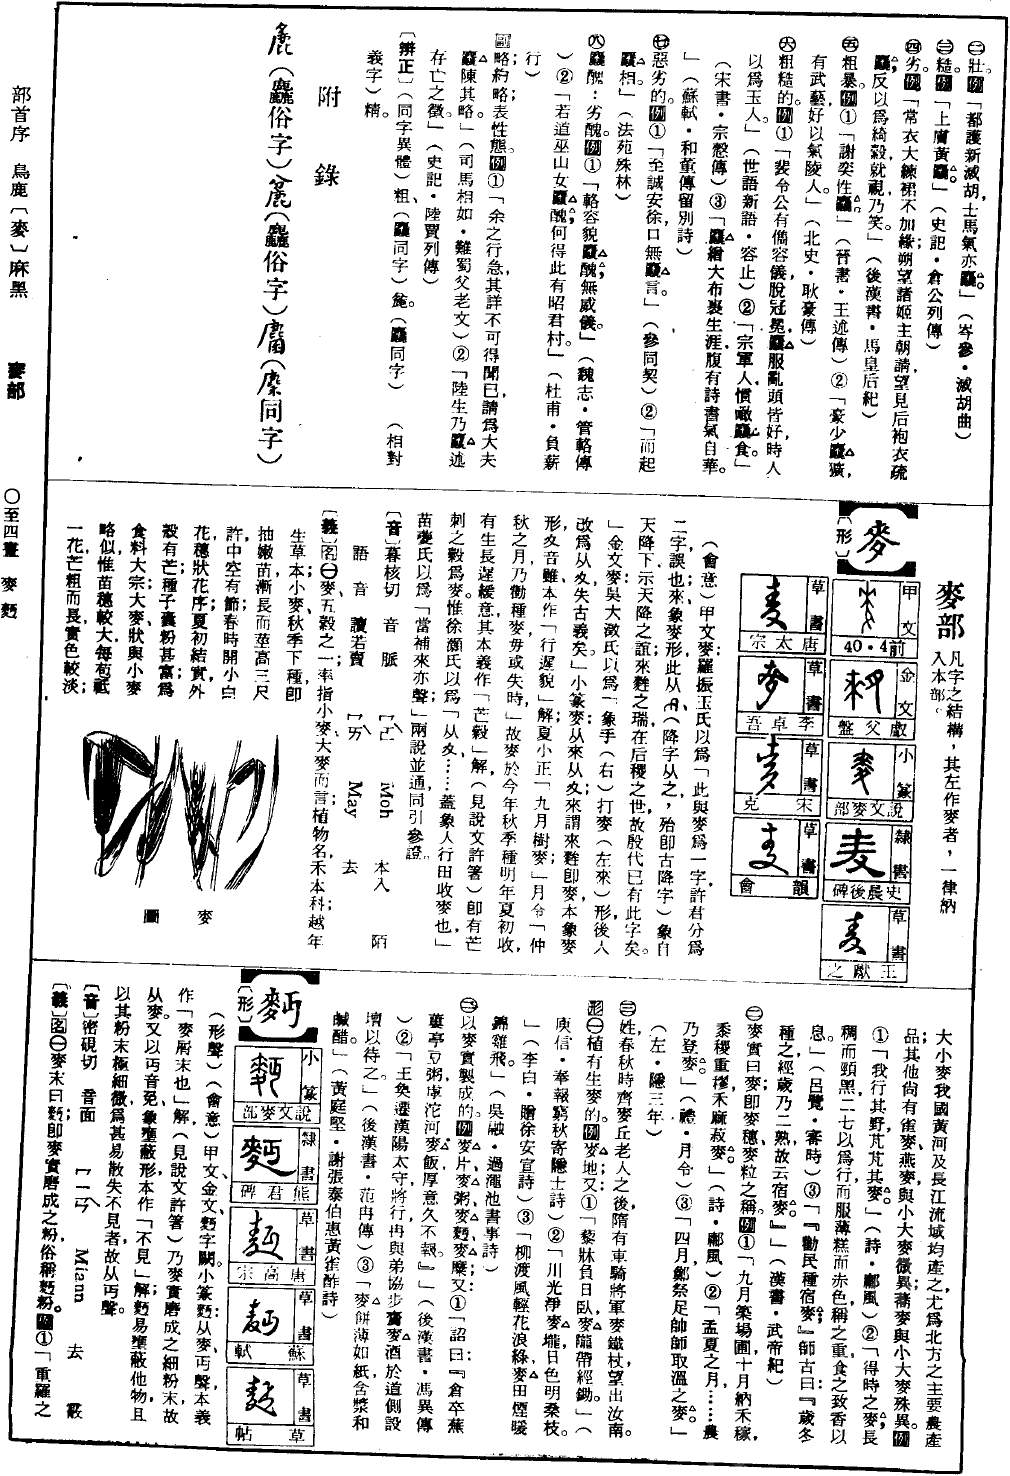 部首序 鳥鹿〔麥〕麻黑 麥部 〇至四畫 麥麪
㊁壯。例「都護新滅胡士馬氣亦麤。」(岑參・滅胡曲)
㊂糙。例「上膚黃麤。」(史記・倉公列傳)
㊃劣。例「常衣大練裙不加緣;朔望諸姬主朝請望見后袍衣疏
麤,反以爲綺縠就視乃笑。」(後漢書・馬皇后紀)
㊄粗暴。例①「謝奕性麤。」(晉書・王述傳)②「豪少麤獷,
有武藝好以氣陵人。」(北史・耿豪傳)
㊅粗糙的。例①「裴令公有儁容儀脫冠冕,麤服亂頭皆好時人
以爲玉人。」(世語新語・容止)②「宗軍人慣噉麤食。」
(宋書・宗慤傳)③「麤繒大布裹生涯,腹有詩書氣自華。
」(蘇軾・和董傳留別詩)
㊆惡劣的。例①「至誠安徐,口無麤言。」(參同契)②「而起
麤相。」(法苑珠林)
㊇麤醜:劣醜。例①「輅容貌麤醜,無威儀。」(魏志・管輅傳
)②「若道巫山女麤醜,何得此有昭君村。」(杜甫・負薪
行)
副略約略;表性態。例①「余之行急,其詳不可得聞已請爲大夫
麤陳其略。」(司馬相如・難蜀父老文)②「陸生乃麤述
存亡之徵。」(史記・陸賈列傳)
〔辨正〕(同字異體)粗、(麤同字)觕。(麤同字) (相對
義字)精。
附錄
(麤俗字)(麤俗字)(麇同字)
麥部 凡字之結構,其左作麥者,一律納
入本部。
麥
〔形〕
甲文 前4・40
金文 父盤
小篆 說文麥部
隸書 史晨後碑
草書 王獻之
草書 唐太宗
草書 李卓吾
草書 宋克
草書 韻會
(會意)甲文麥羅振玉氏以爲「此與麥爲一字許君分爲
二字誤也來象麥形此从(降字从之,殆卽古降字)象自
天降下示天降之誼來麰之瑞在后稷之世故殷代已有此字矣。
」金文麥吳大澂氏以爲「象手(右)打麥(左來)形後人
改爲从夊失古義矣。」小篆麥从來从夊來謂來麰卽麥本象麥
形夊音雖本作「行遲貌」解夏小正「九月樹麥」月令「仲
秋之月乃勸種麥毋或失時」故麥於今年秋季種明年夏初收
有生長遲緩意其本義作「芒穀」解(見說文許箸)卽有芒
刺之穀爲麥惟徐灝氏以爲「从夊……蓋象人行田收麥也」
苗夔氏以爲「當補來亦聲」兩說並通同引參證。
〔音〕莫核切 音脈 ㄇㄛ Moh 本入 陌
語音 讀若賣 ㄇㄞ May 去
〔義〕名㊀麥,五穀之一,率指小麥大麥而言;植物名禾本科越年
生草本小麥秋季下種卽
抽嫩苗漸長而莖高三尺
許中空有節春時開小白
花穗狀花序夏初結實外
殼有芒種子囊粉甚富爲
食料大宗大麥狀與小麥
略似惟苗穗較大每苞祗
一花芒粗而長實色較淡;
麥圖
大小麥我國黃河及長江流域均產之尤爲北方之主要農產
品其他尙有雀麥燕麥與小大麥微異蕎麥與小大麥殊異。例
①「我行其野芃芃其麥。」(詩・鄘風)②「得時之麥,長
稠而頸黑二七以爲行而服薄糕而赤色稱之重食之致香以
息。」(呂覽・審時)③「『勸民種宿麥』師古曰:『歲冬
種之經歲乃二熟,故云宿麥。』」(漢書・武帝紀)
㊁麥實曰麥卽麥穗、麥粒之稱。例①「九月築場圃十月納禾稼,
黍稷重穋禾麻菽麥。」(詩・鄘風)②「孟夏之月……農
乃登麥。」(禮・月令)③「四月,鄭祭足帥師取溫之麥。」
(左・隱三年)
㊂姓,春秋時齊麥丘老人之後隋有車騎將軍麥鐵杖望出汝南。
形㊀植有生麥的。例麥地又①「藜牀負日臥,麥隴帶經鋤。」(
庾信・奉報窮秋寄隱士詩)②「川光淨麥壠,日色明桑枝。
」(李白・贈徐安宣詩)③「柳渡風輕花浪綠,麥田煙暖
錦雞飛。」(吳融・過澠池書事詩)
㊁以麥實製成的。例麥片、麥粥、麥麪、麥麋又①「詔曰:『倉卒蕪
蔞亭豆粥,虖沱河麥飯,厚意久不報。』」(後漢書・馮異傳
)②「王奐遷漢陽太守將行,冉與弟協步齎麥酒於道側設
壇以待之。」(後漢書・范冉傳)③「麥餅薄如紙含漿和
鹹醋。」(黃庭堅・謝張泰伯惠黃雀酢詩)
麪
〔形〕
小篆 說文麥部
隸書 熊君碑
草書 唐高宗
草書 蘇軾
草書 草帖
(形聲)(會意)甲文、金文、麪字闕。小篆麪:从麥、丏聲,本義
作「麥屑末也」解(見說文許箸)乃麥實磨成之細粉末,故
从麥。又以丏音免,象壅蔽形,本作「不見」解;麪易壅蔽他物,且
以其粉末極細微爲甚易散失不見者故从丏聲。
〔音〕密硯切 音面 ㄇㄧㄢ Miann 去 霰
〔義〕名㊀麥末曰麪;卽麥實磨成之粉俗稱麪粉。例①「重羅之